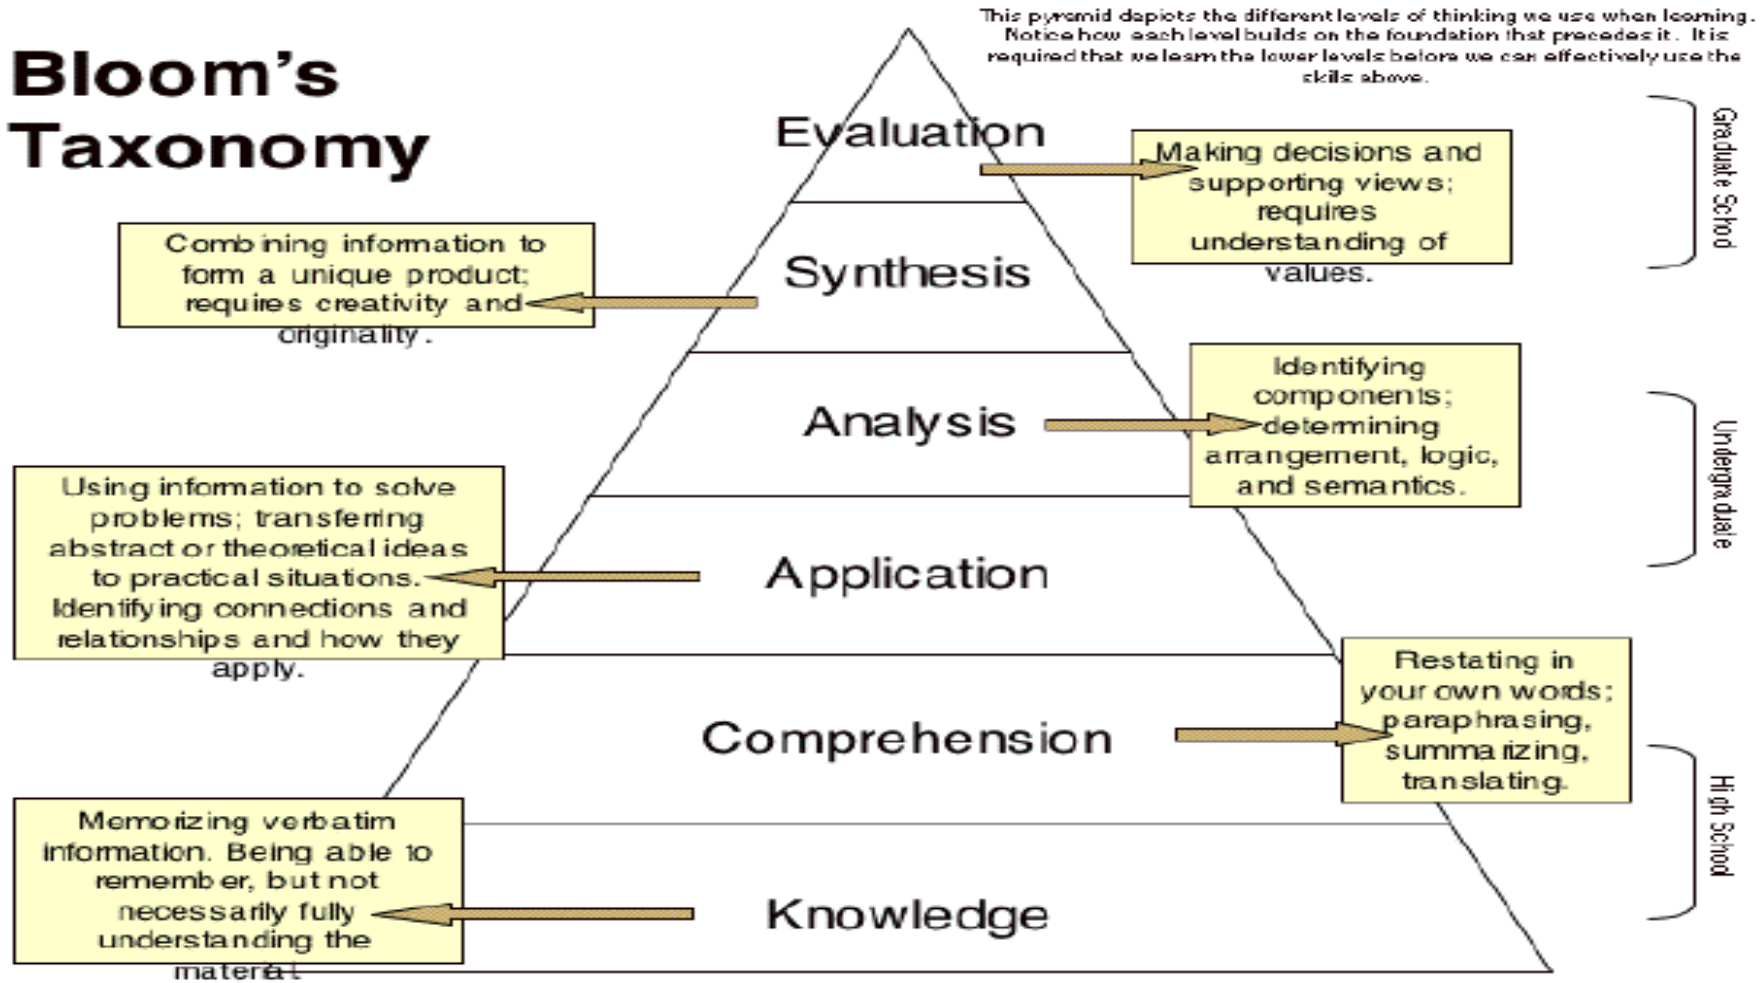 This pyramid depicts the different levels of thinking we use when learning.
Notice how each level builds on the foundation that precedes it. It is
required that we learn the lower levels before we can effectively use the
skills above.
Bloom's
Taxonomy
Evaluation
Making decisions and
supporting views;
requires
understanding of
values.
Graduate School
Combining information to
form a unique product;
requires creativity and
originality.
Synthesis
Analysis
Identifying
components;
determining
arrangement, logic,
and semantics.
Undergraduate
Using information to solve
problems; transferring
abstract or theoretical ideas
to practical situations.
Identifying connections and
relationships and how they
apply.
Application
Comprehension
Restating in
your own words;
paraphrasing,
summarizing,
translating.
High School
Memorizing verbatim
information. Being able to
remember, but not
necessarily fully
understanding the
material.
Knowledge